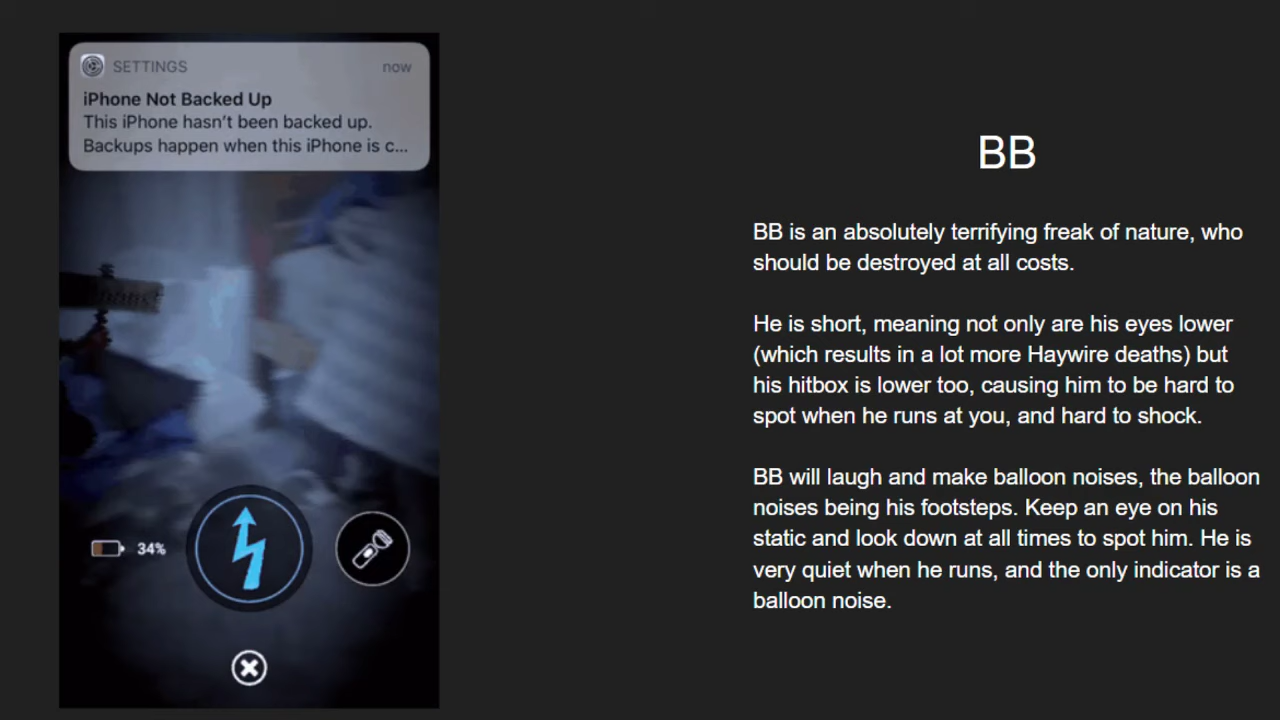 SETTINGS now
iPhone Not Backed Up
This iPhone hasn't been backed up.
Backups happen when this iPhone is c...
34%
BB
BB is an absolutely terrifying freak of nature, who
should be destroyed at all costs.
He is short, meaning not only are his eyes lower
(which results in a lot more Haywire deaths) but
his hitbox is lower too, causing him to be hard to
spot when he runs at you, and hard to shock.
BB will laugh and make balloon noises, the balloon
noises being his footsteps. Keep an eye on his
static and look down at all times to spot him. He is
very quiet when he runs, and the only indicator is a
balloon noise.